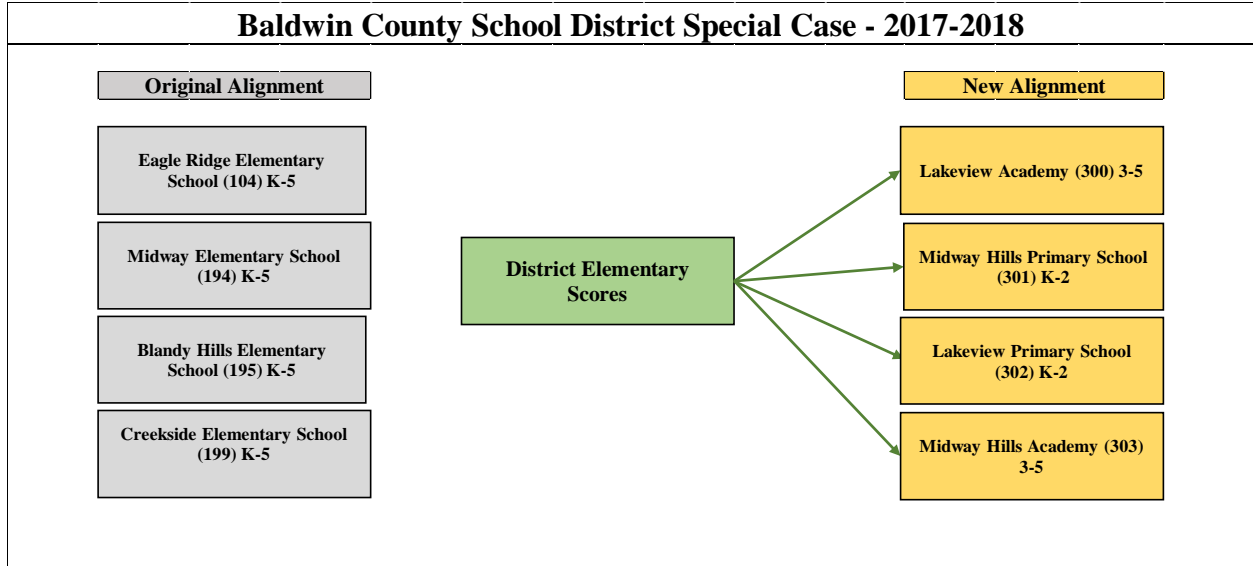 Baldwin County School District Special Case - 2017-2018
Original Alignment
Eagle Ridge Elementary
School (104) K-5
Midway Elementary School
(194) K-5
Blandy Hills Elementary
School (195) K-5
Creekside Elementary School
(199) K-5
District Elementary
Scores
New Alignment
Lakeview Academy (300) 3-5
Midway Hills Primary School
(301) K-2
Lakeview Primary School
(302) K-2
Midway Hills Academy (303)
3-5